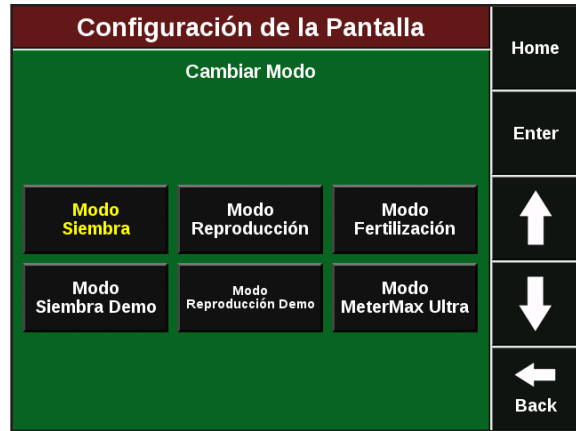 Configuración de la Pantalla
Home
Cambiar Modo
Enter
Modo
Siembra
Modo
Reproducción
Modo
Fertilización
Modo
Siembra Demo
Modo
Reproducción Demo
Modo
MeterMax Ultra
Back